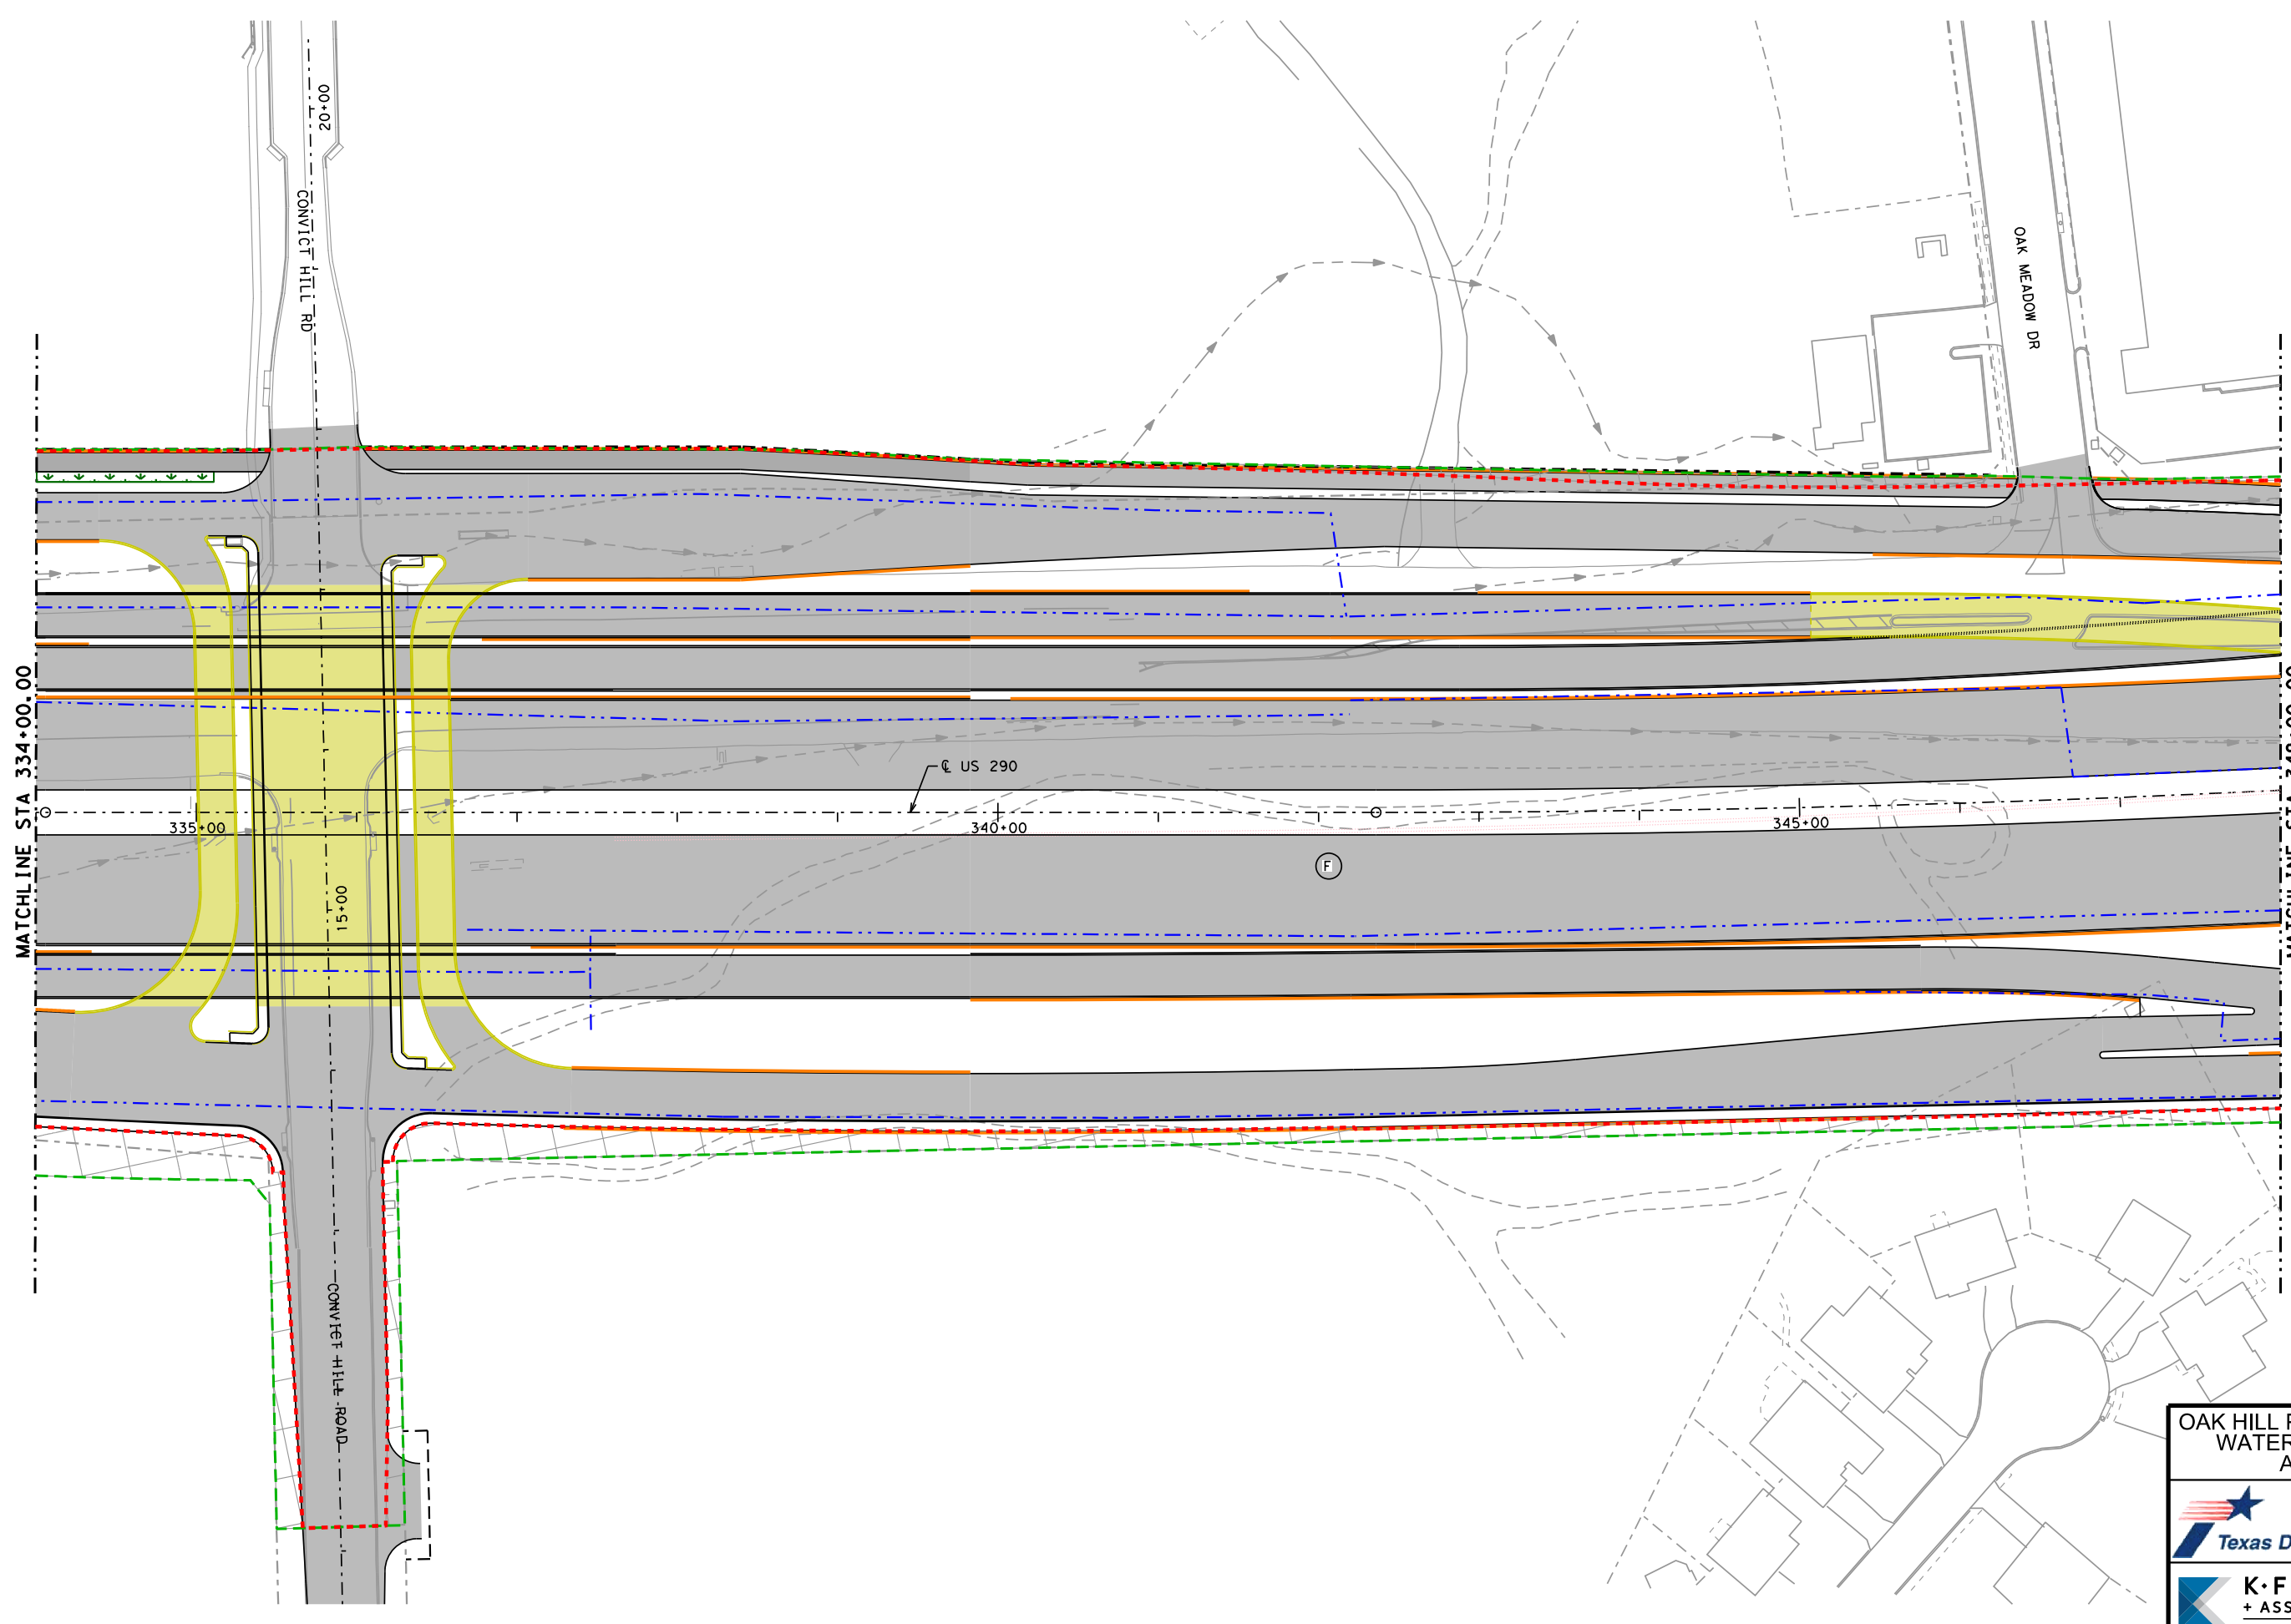 20+00
CONVICT HILL RD
OAK MEADOW DR
MATCHLINE STA 334+00.00
℄ US 290
335+00
340+00
345+00
F
15+00
CONVICT HILL ROAD
OAK HILL
WATER
A
Texas D
K·F
+ ASS